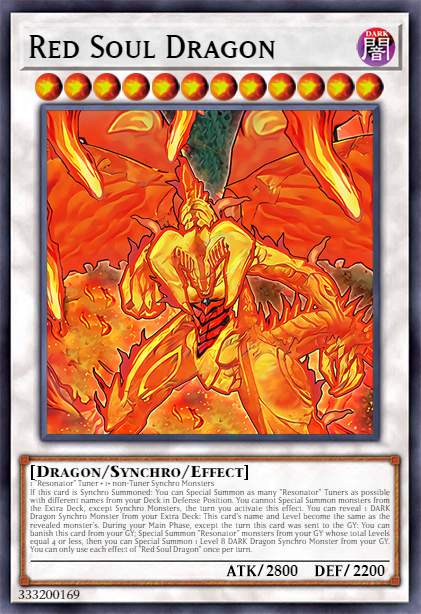 RED SOUL DRAGON
DARK
闇
[DRAGON/SYNCHRO/EFFECT]
1 "Resonator" Tuner + 1+ non-Tuner Synchro Monsters
If this card is Synchro Summoned: You can Special Summon as many "Resonator" Tuners as possible
with different names from your Deck in Defense Position. You cannot Special Summon monsters from
the Extra Deck, except Synchro Monsters, the turn you activate this effect. You can reveal 1 DARK
Dragon Synchro Monster from your Extra Deck: This card's name and Level become the same as the
revealed monster's. During your Main Phase, except the turn this card was sent to the GY: You can
banish this card from your GY; Special Summon "Resonator" monsters from your GY whose total Levels
equal 4 or less, then you can Special Summon 1 Level 8 DARK Dragon Synchro Monster from your GY.
You can only use each effect of "Red Soul Dragon" once per turn.
ATK/2800 DEF/2200
333200169